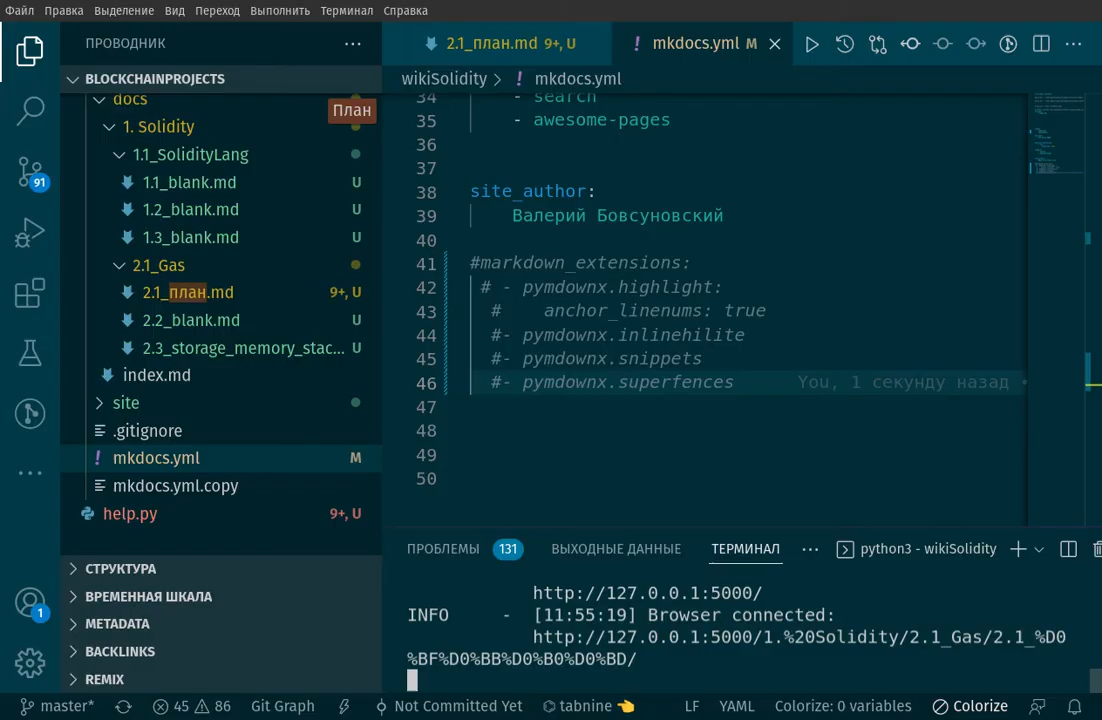 Файл Правка Выделение Вид Переход Выполнить Терминал Справка
ПРОВОДНИК ···
2.1_план.md 9+, U
mkdocs.yml M
BLOCKCHAINPROJECTS
wikiSolidity > ! mkdocs.yml
docs
План
1. Solidity
1.1_SolidityLang
1.1_blank.md U
1.2_blank.md U
1.3_blank.md U
2.1_Gas
2.1_план.md 9+, U
2.2_blank.md U
2.3_storage_memory_stac... U
index.md
site
.gitignore
! mkdocs.yml M
mkdocs.yml.copy
help.py 9+, U
СТРУКТУРА
ВРЕМЕННАЯ ШКАЛА
METADATA
BACKLINKS
REMIX
91
1
34 - search
35 - awesome-pages
36
37
38 site_author:
39 Валерий Бовсуновский
40
41 #markdown_extensions:
42 # - pymdownx.highlight:
43 # anchor_linenums: true
44 #- pymdownx.inlinehilite
45 #- pymdownx.snippets
46 #- pymdownx.superfences You, 1 секунду назад •
47
48
49
50
ПРОБЛЕМЫ 131 ВЫХОДНЫЕ ДАННЫЕ ТЕРМИНАЛ ··· python3 - wikiSolidity
http://127.0.0.1:5000/
INFO - [11:55:19] Browser connected:
http://127.0.0.1:5000/1.%20Solidity/2.1_Gas/2.1_%D0
%BF%D0%BB%D0%B0%D0%BD/
master* 45 86 Git Graph Not Committed Yet tabnine 👈 LF YAML Colorize: 0 variables Colorize